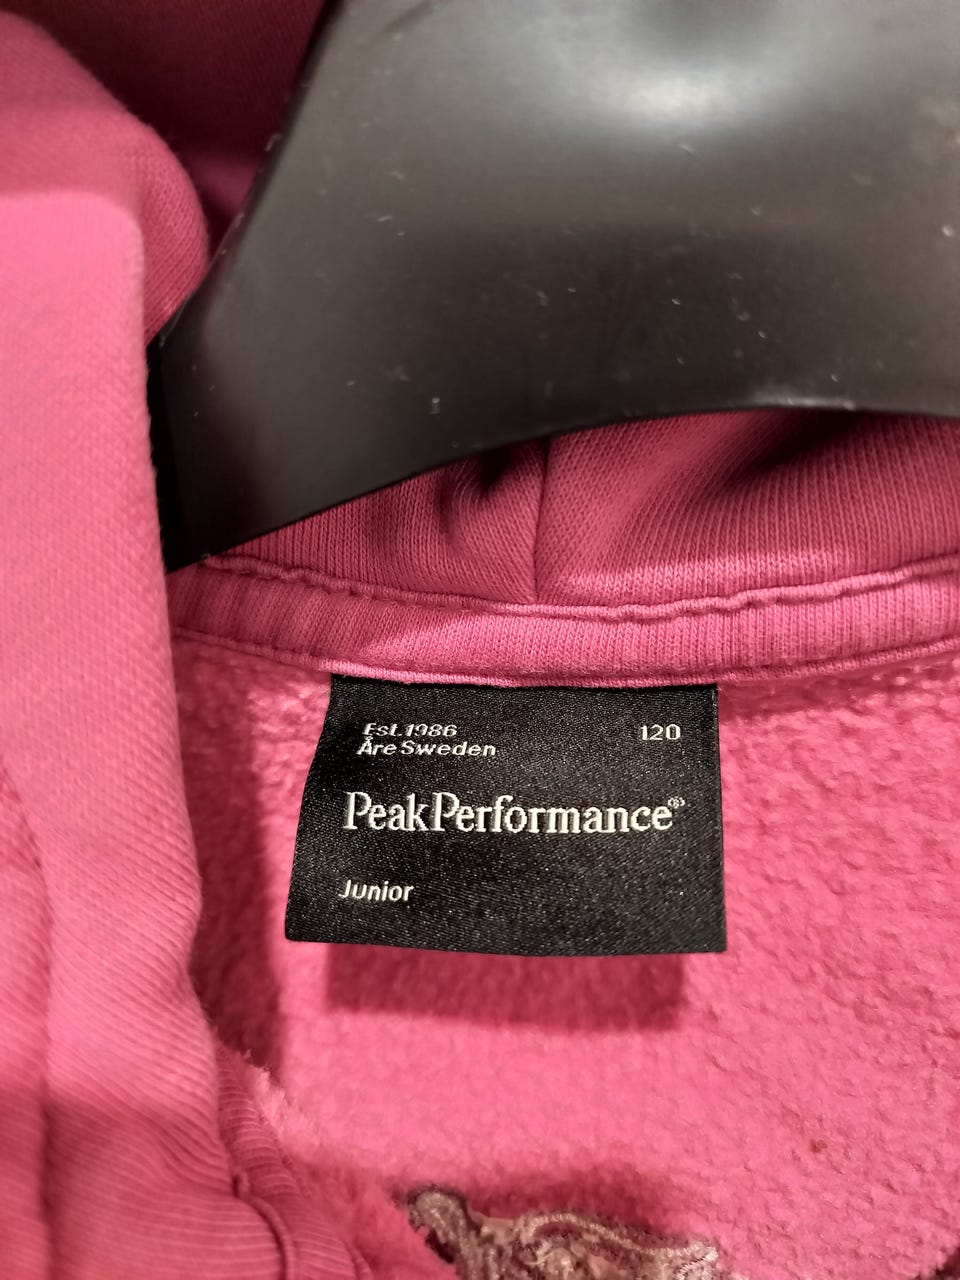 Est.1986
120
Åre Sweden
PeakPerformance®
Junior